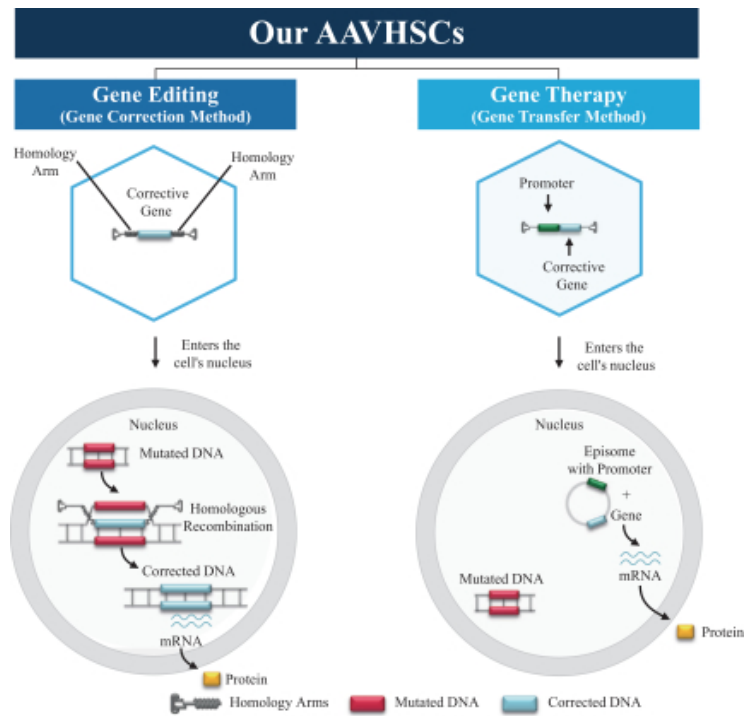 Our AAVHSCs
Gene Editing
(Gene Correction Method)
Homology
Arm
Homology
Arm
Corrective
Gene
Enters the
cell's nucleus
Nucleus
Mutated DNA
Homologous
Recombination
Corrected DNA
mRNA
Protein
Gene Therapy
(Gene Transfer Method)
Promoter
Corrective
Gene
Enters the
cell's nucleus
Nucleus
Episome
with Promoter
+
Gene
mRNA
Mutated DNA
Protein
Homology Arms
Mutated DNA
Corrected DNA